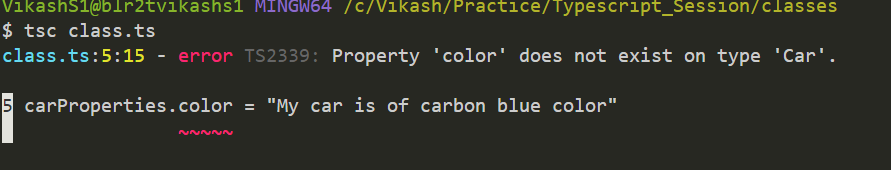 VikashS1@blr2tvikashs1 MINGW64 /c/Vikash/Practice/Typescript_Session/classes
$ tsc class.ts
class.ts:5:15 - error TS2339: Property 'color' does not exist on type 'Car'.
5 carProperties.color = "My car is of carbon blue color"
~~~~~